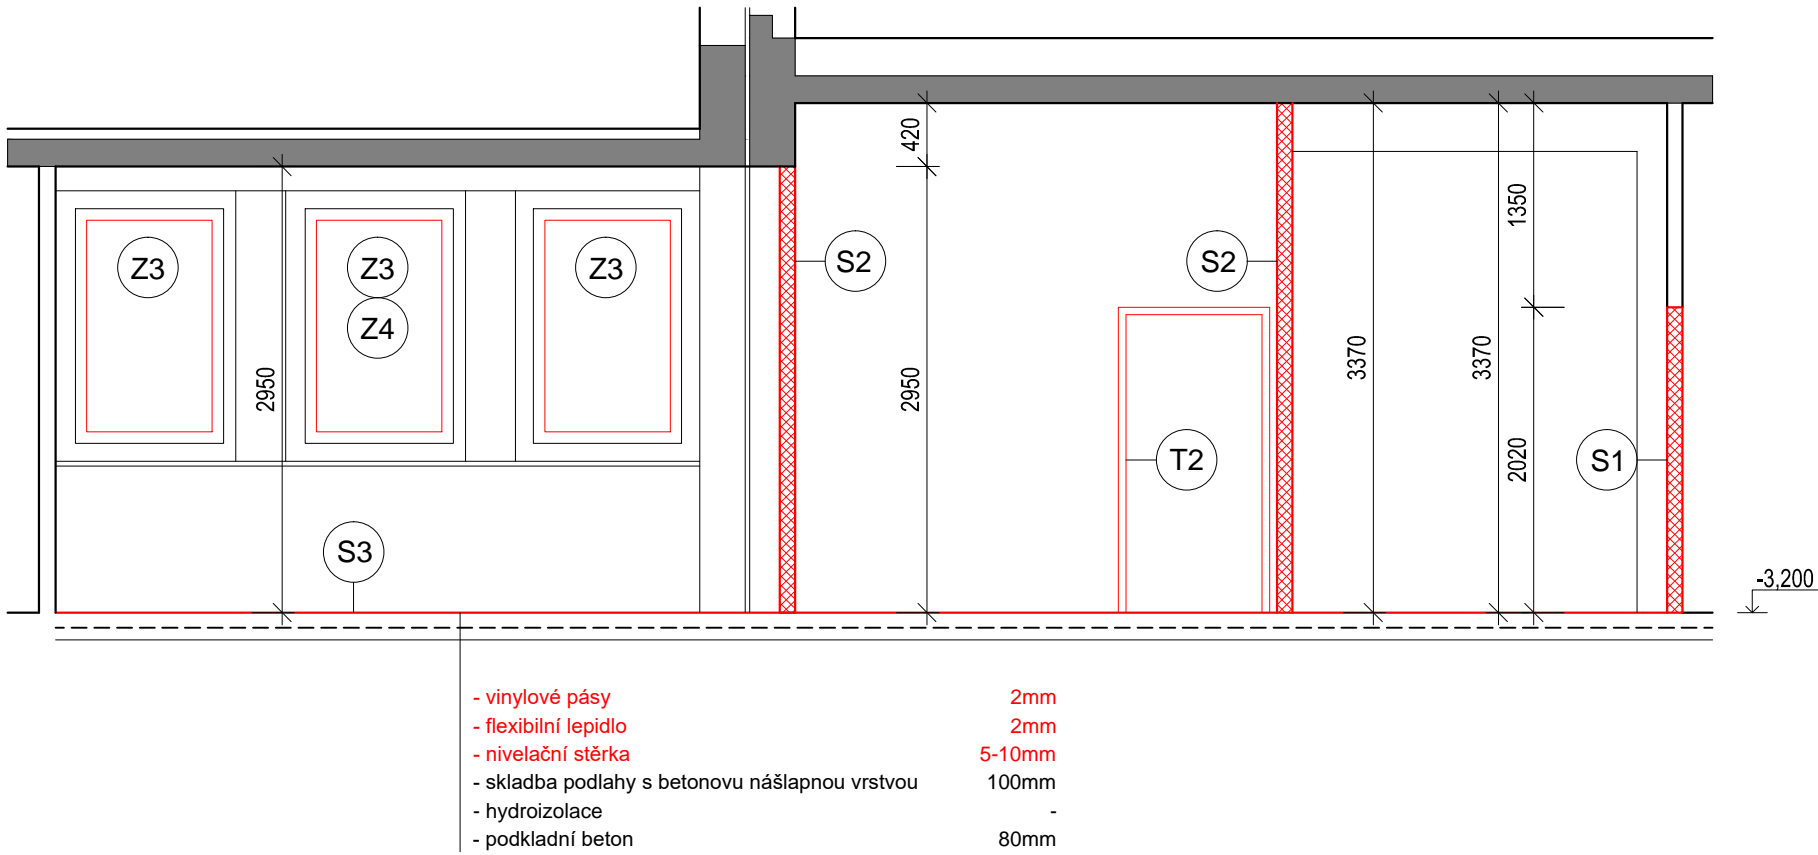 420
1350
Z3
Z3
Z3
S2
S2
Z4
2950
2950
3370
3370
2020
T2
S1
S3
-3,200
- vinylové pásy 2mm
- flexibilní lepidlo 2mm
- nivelační stěrka 5-10mm
- skladba podlahy s betonovu nášlapnou vrstvou 100mm
- hydroizolace -
- podkladní beton 80mm